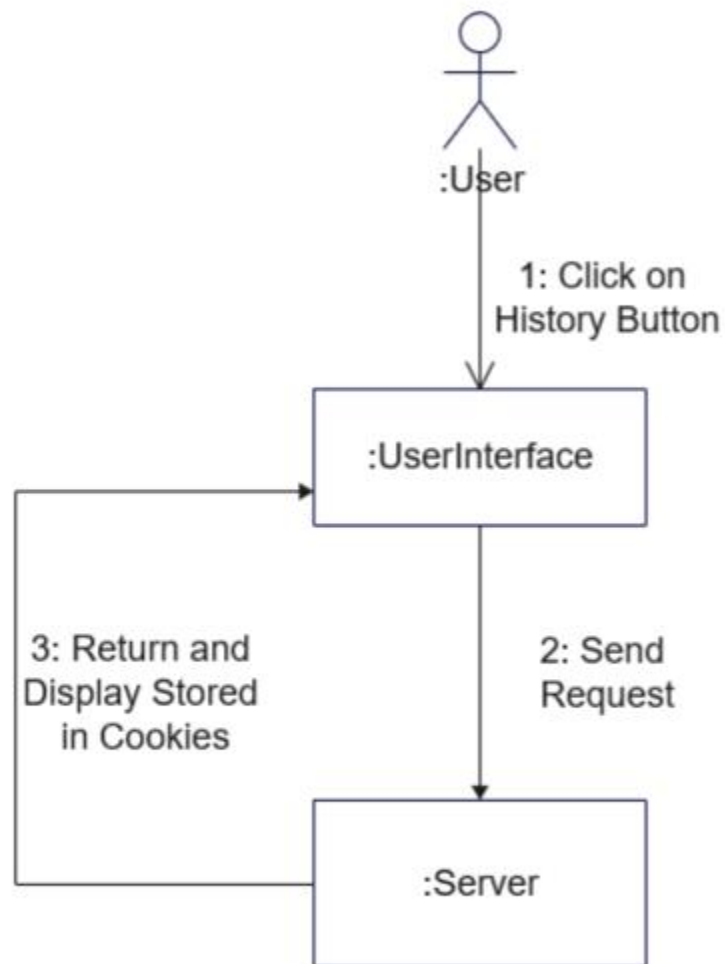 :User
1: Click on
History Button
:UserInterface
3: Return and
Display Stored
in Cookies
2: Send
Request
:Server